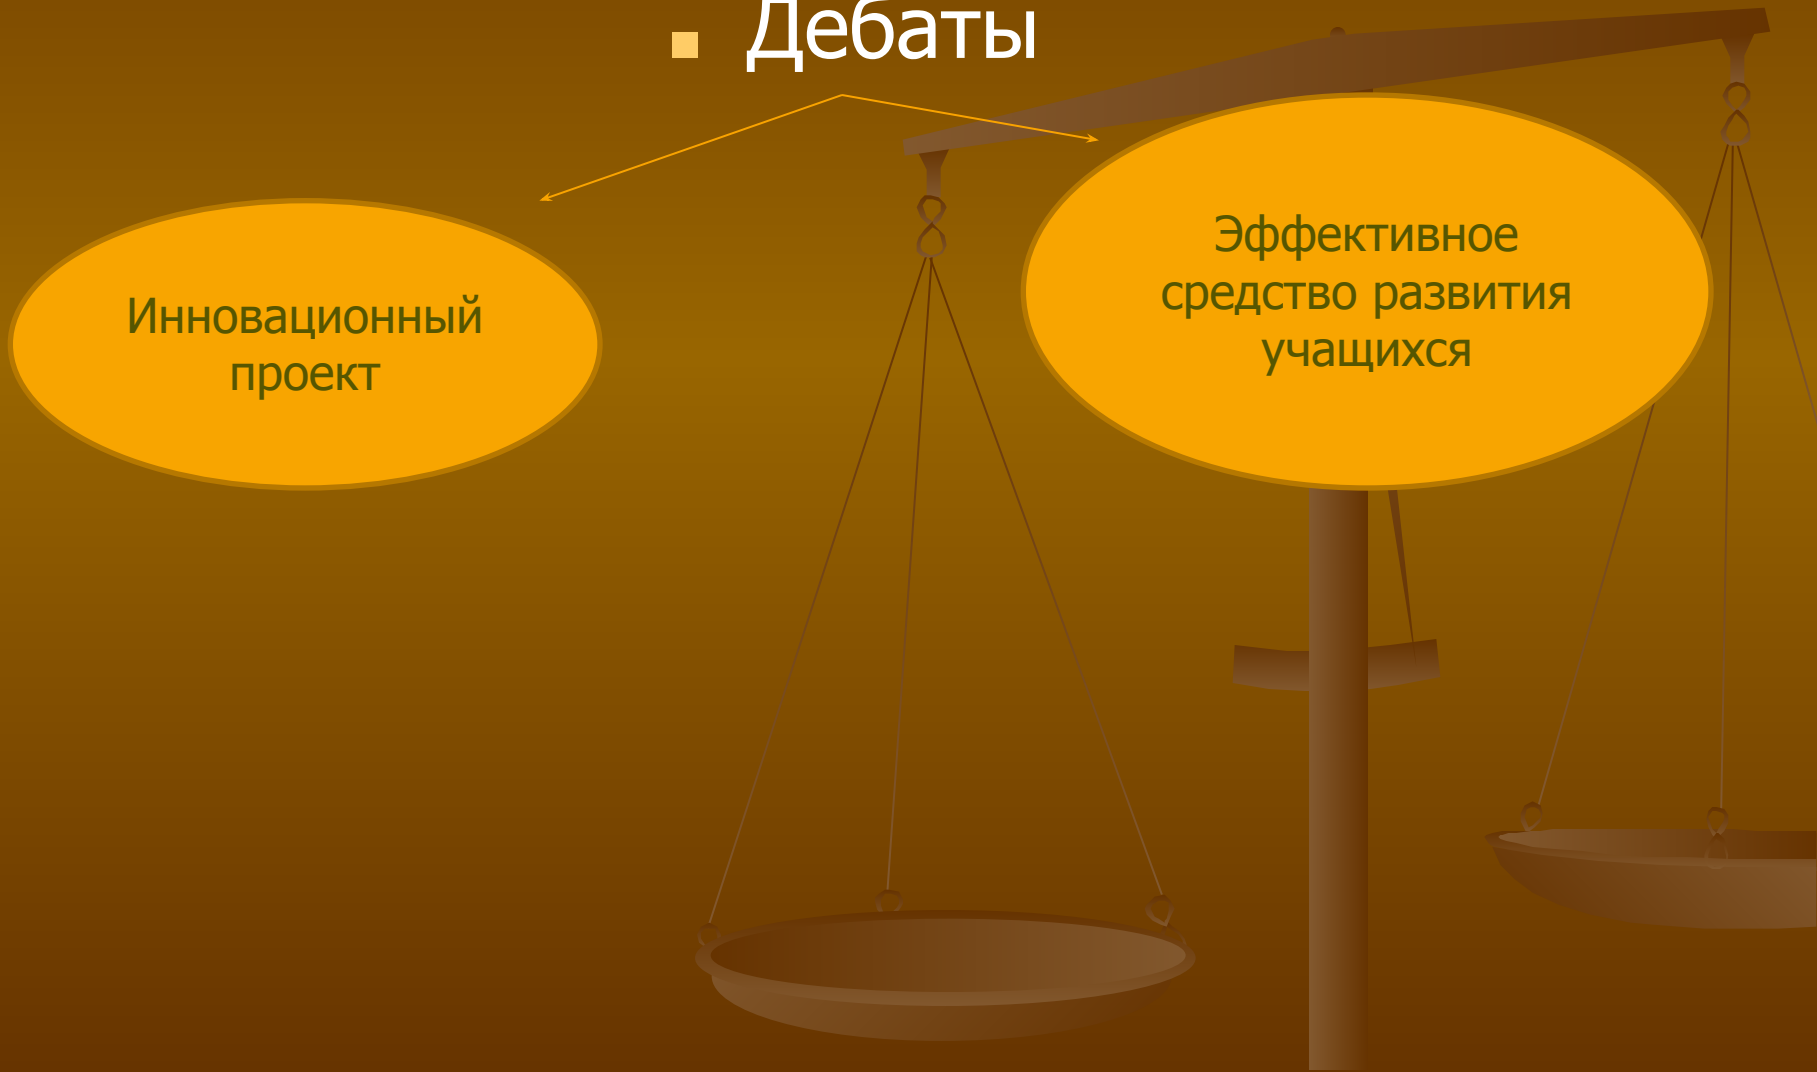 Дебаты
Инновационный
проект
Эффективное
средство развития
учащихся